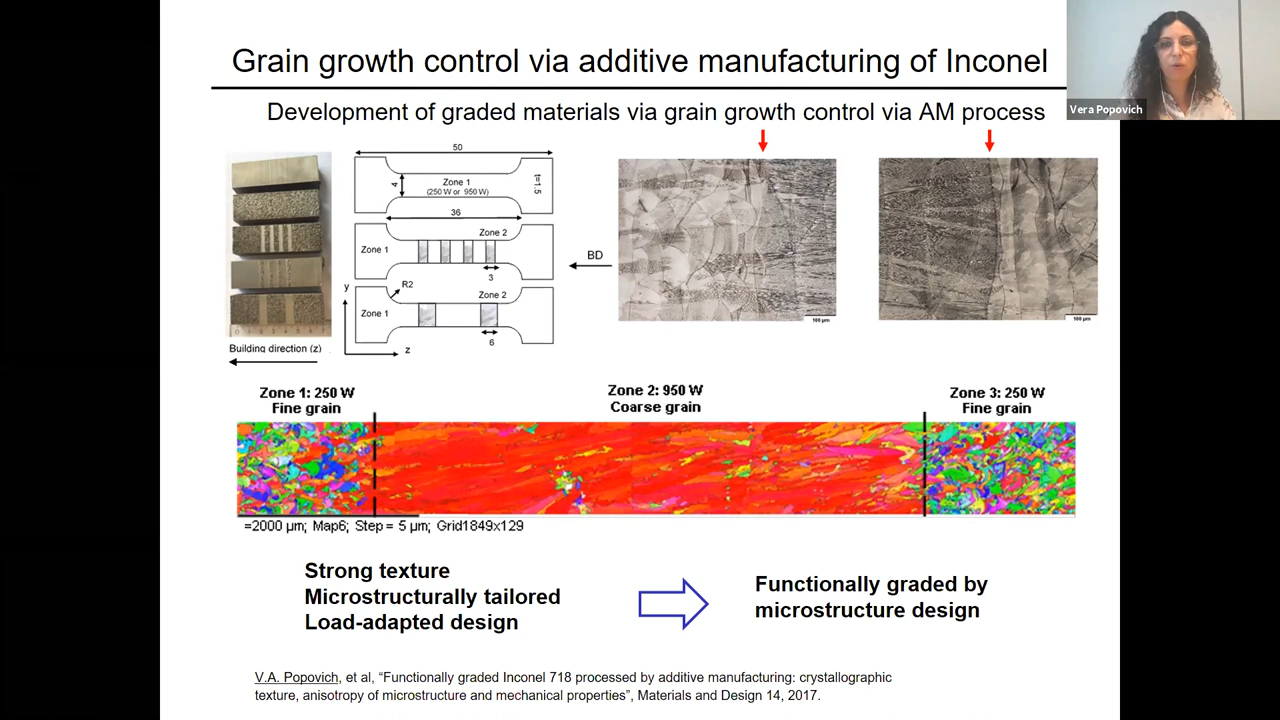 Grain growth control via additive manufacturing of Inconel
Vera Popovich
Development of graded materials via grain growth control via AM process
50
Zone 1
(250 W or 950 W)
4
t=1.5
36
Zone 2
Zone 1
3
BD
R2
Zone 2
Zone 1
6
y
z
Building direction (z)
100 µm
100 µm
Zone 1: 250 W
Fine grain
Zone 2: 950 W
Coarse grain
Zone 3: 250 W
Fine grain
=2000 µm; Map6; Step = 5 µm; Grid1849x129
Strong texture
Microstructurally tailored
Load-adapted design
Functionally graded by
microstructure design
V.A. Popovich, et al, “Functionally graded Inconel 718 processed by additive manufacturing: crystallographic
texture, anisotropy of microstructure and mechanical properties”, Materials and Design 14, 2017.